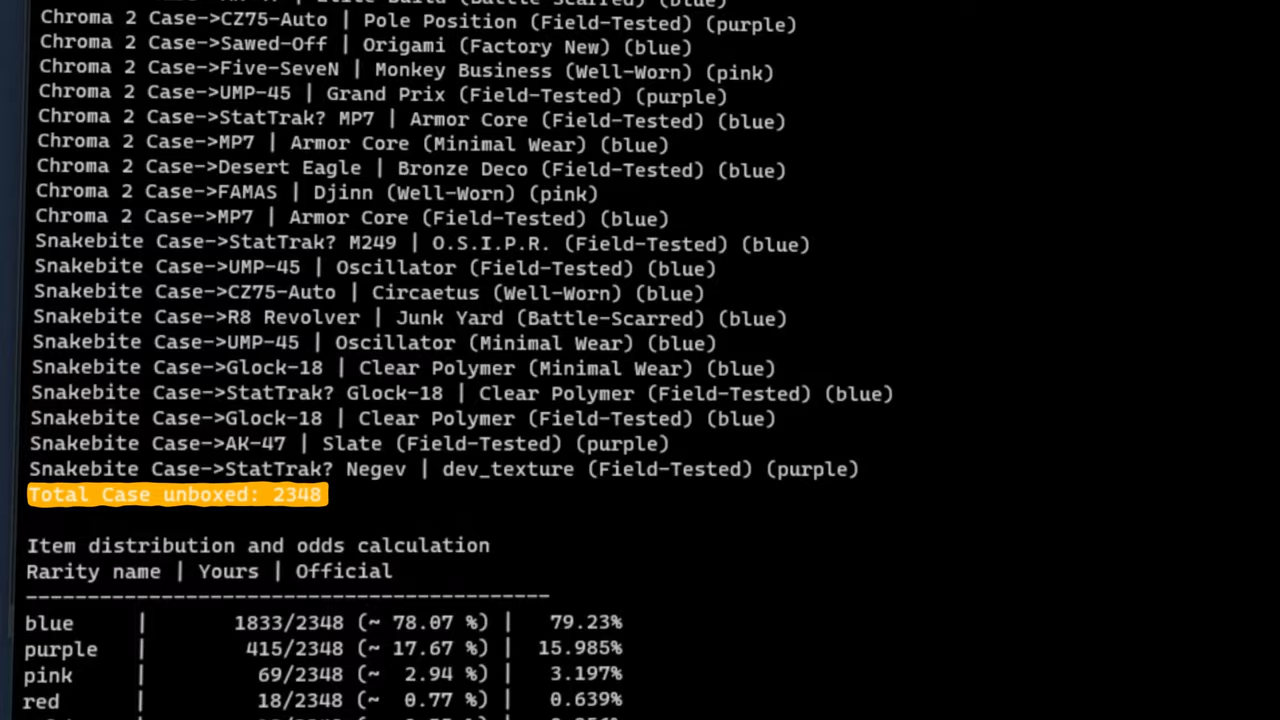 Chroma 2 Case->CZ75-Auto | Pole Position (Field-Tested) (purple)
Chroma 2 Case->Sawed-Off | Origami (Factory New) (blue)
Chroma 2 Case->Five-SeveN | Monkey Business (Well-Worn) (pink)
Chroma 2 Case->UMP-45 | Grand Prix (Field-Tested) (purple)
Chroma 2 Case->StatTrak? MP7 | Armor Core (Field-Tested) (blue)
Chroma 2 Case->MP7 | Armor Core (Minimal Wear) (blue)
Chroma 2 Case->Desert Eagle | Bronze Deco (Field-Tested) (blue)
Chroma 2 Case->FAMAS | Djinn (Well-Worn) (pink)
Chroma 2 Case->MP7 | Armor Core (Field-Tested) (blue)
Snakebite Case->StatTrak? M249 | O.S.I.P.R. (Field-Tested) (blue)
Snakebite Case->UMP-45 | Oscillator (Field-Tested) (blue)
Snakebite Case->CZ75-Auto | Circaetus (Well-Worn) (blue)
Snakebite Case->R8 Revolver | Junk Yard (Battle-Scarred) (blue)
Snakebite Case->UMP-45 | Oscillator (Minimal Wear) (blue)
Snakebite Case->Glock-18 | Clear Polymer (Minimal Wear) (blue)
Snakebite Case->StatTrak? Glock-18 | Clear Polymer (Field-Tested) (blue)
Snakebite Case->Glock-18 | Clear Polymer (Field-Tested) (blue)
Snakebite Case->AK-47 | Slate (Field-Tested) (purple)
Snakebite Case->StatTrak? Negev | dev_texture (Field-Tested) (purple)
Total Case unboxed: 2348
Item distribution and odds calculation
Rarity name | Yours | Official
-------------------------------------------
blue | 1833/2348 (~ 78.07 %) | 79.23%
purple | 415/2348 (~ 17.67 %) | 15.985%
pink | 69/2348 (~ 2.94 %) | 3.197%
red | 18/2348 (~ 0.77 %) | 0.639%